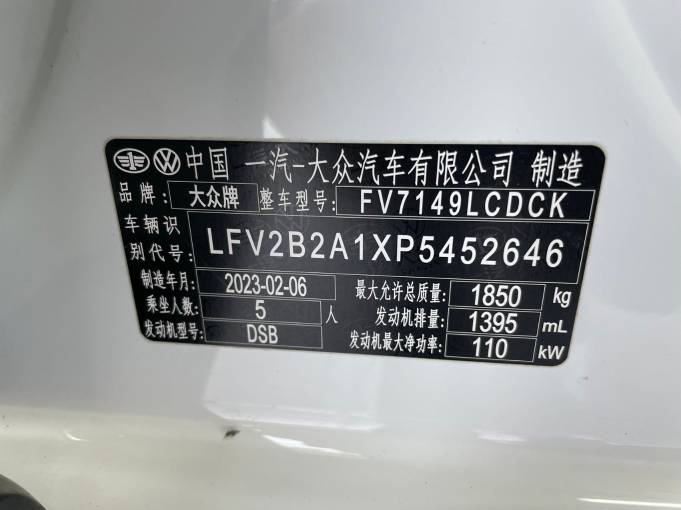 中国 一汽-大众汽车有限公司 制造
品牌: 大众牌 整车型号: FV7149LCDCK
车辆识别代号: LFV2B2A1XP5452646
制造年月: 2023-02-06 最大允许总质量: 1850 kg
乘坐人数: 5 人 发动机排量: 1395 mL
发动机型号: DSB 发动机最大净功率: 110 kW